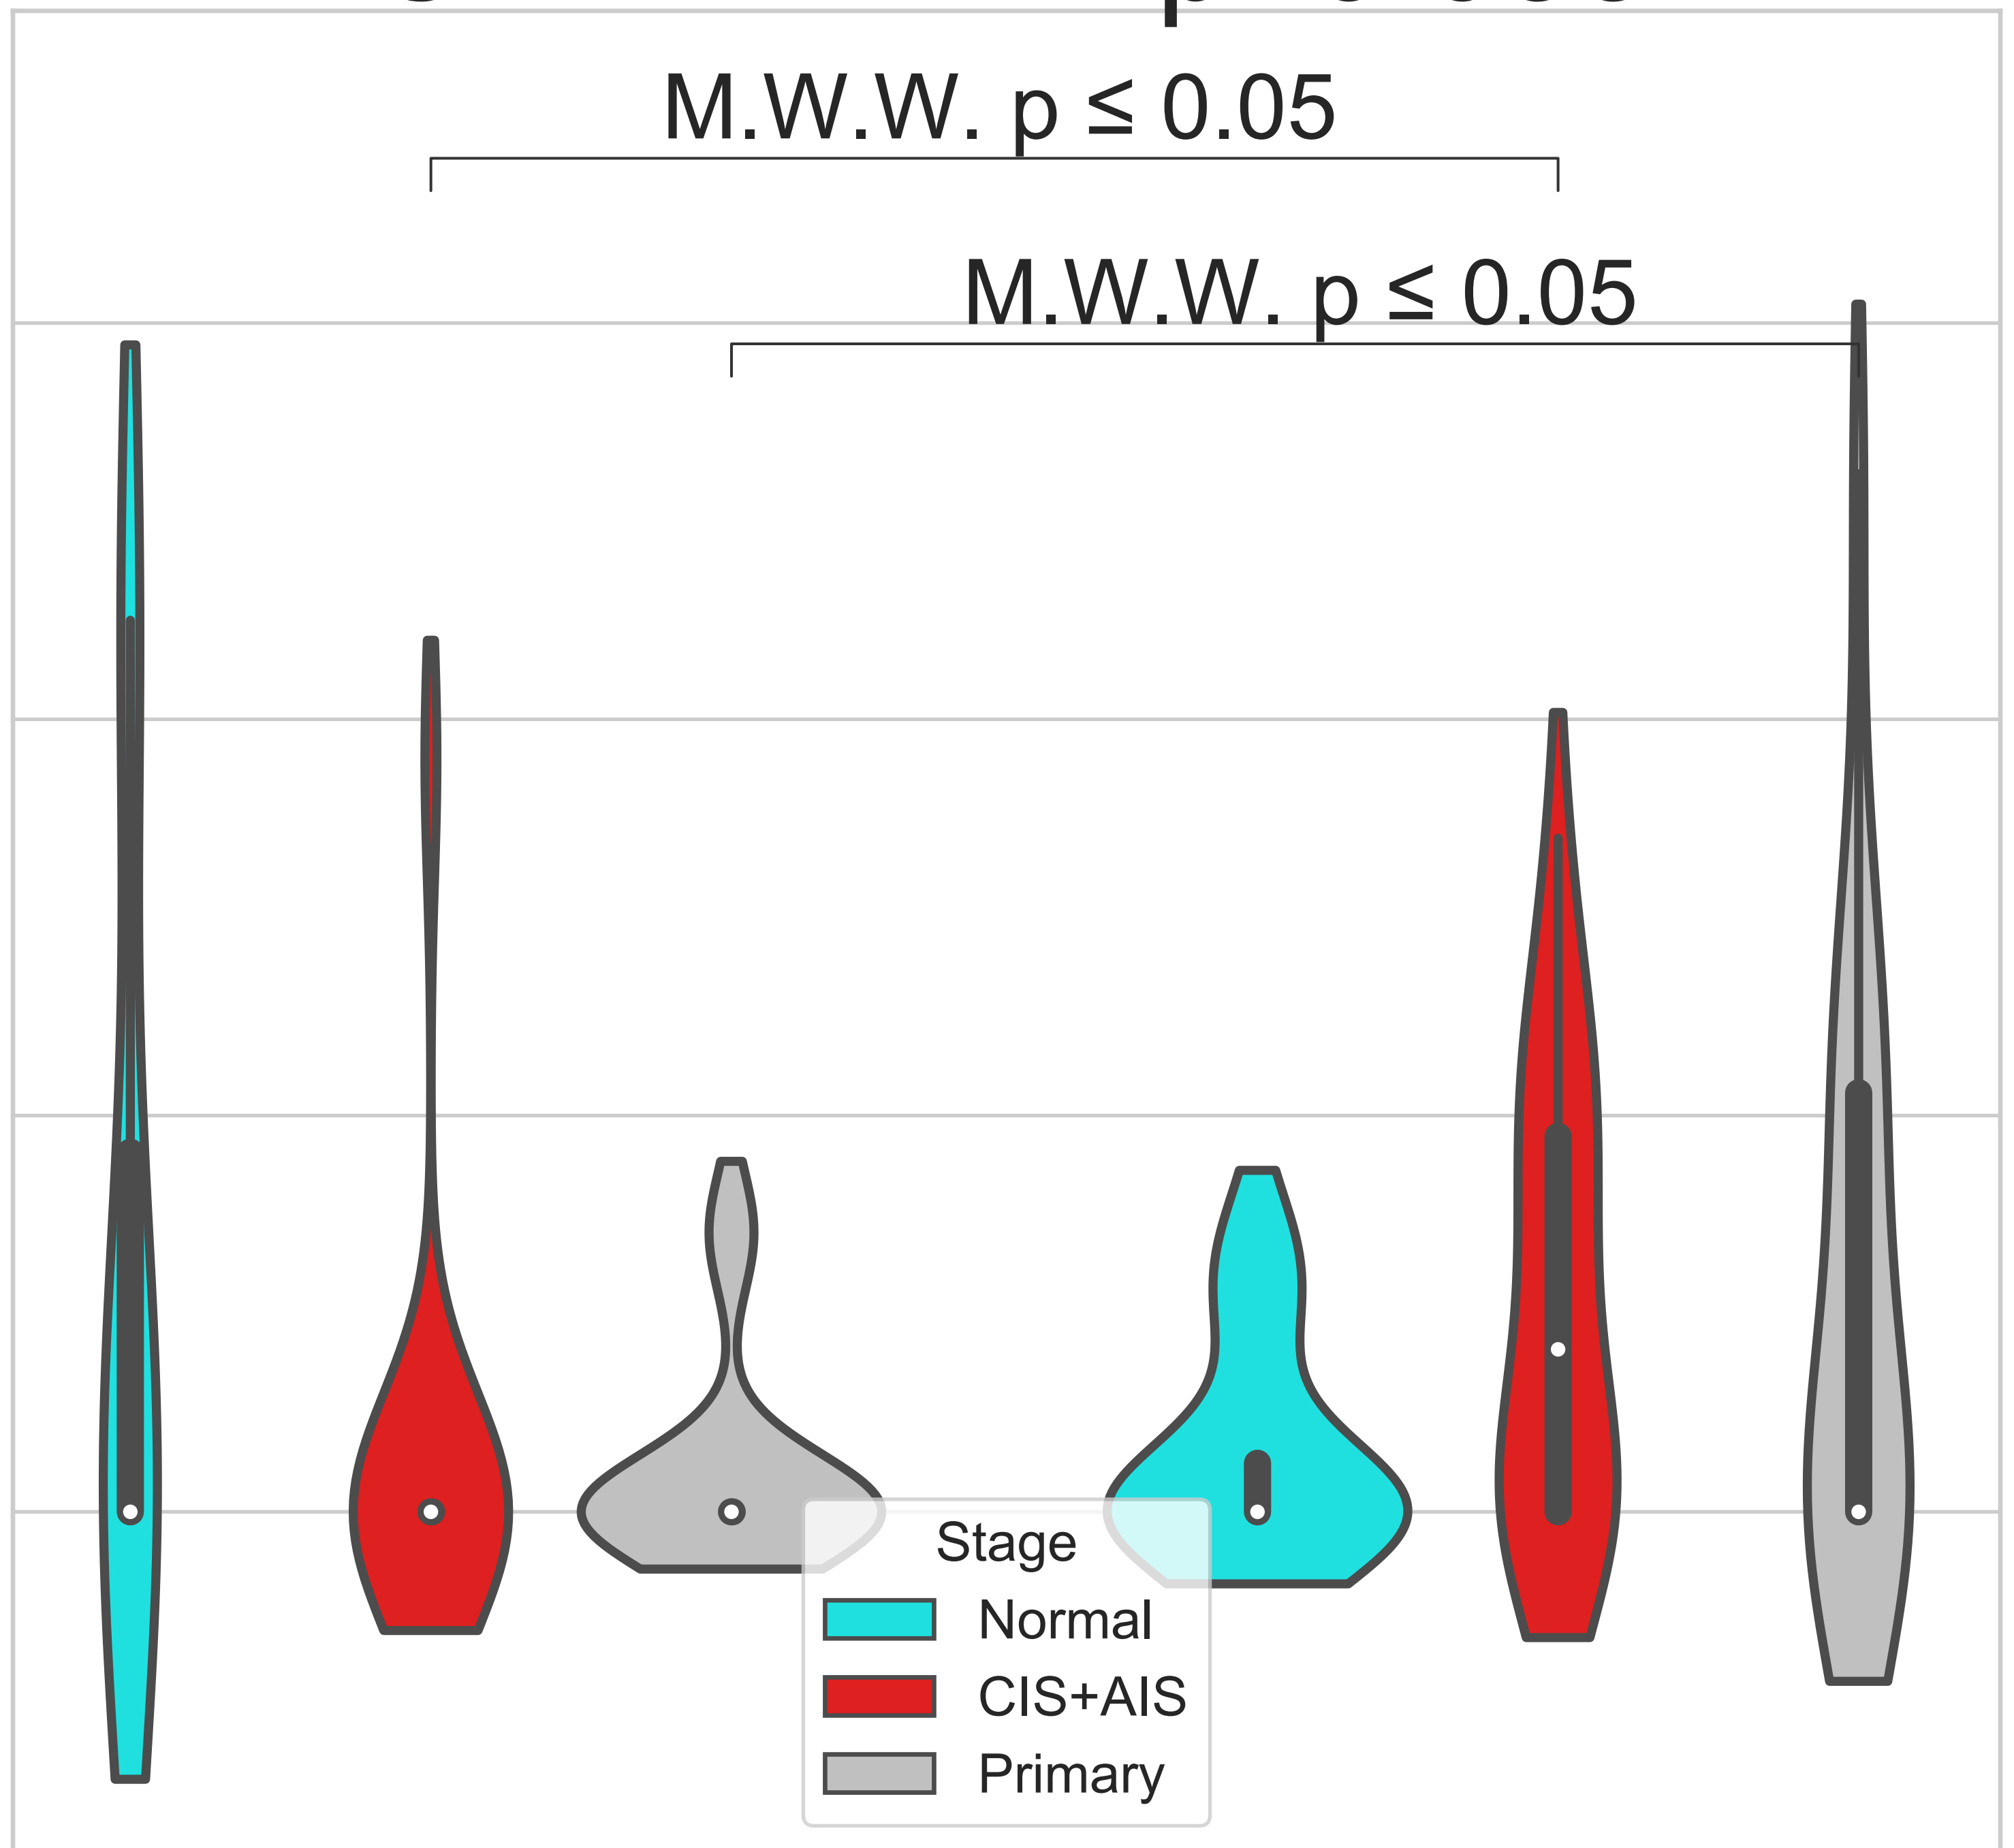 M.W.W. p ≤ 0.05
M.W.W. p ≤ 0.05
Stage
Normal
CIS+AIS
Primary